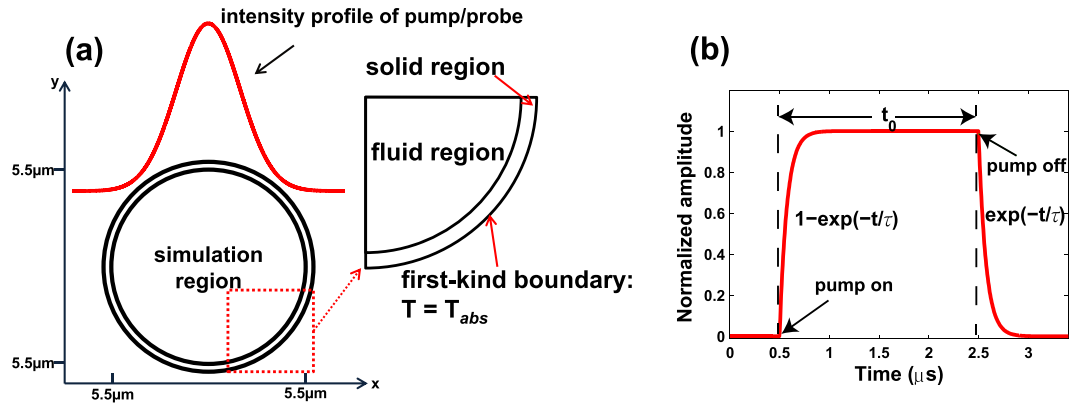 intensity profile of pump/probe
(a)
y
solid region
fluid region
5.5μm
simulation
region
first-kind boundary:
T = Tabs
5.5μm
x
5.5μm
5.5μm
(b)
t0
1
pump off
0.8
Normalized amplitude
0.6
1−exp(−t/τ)
exp(−t/τ)
0.4
0.2
pump on
0
0
0.5
1
1.5
2
2.5
3
Time (μs)